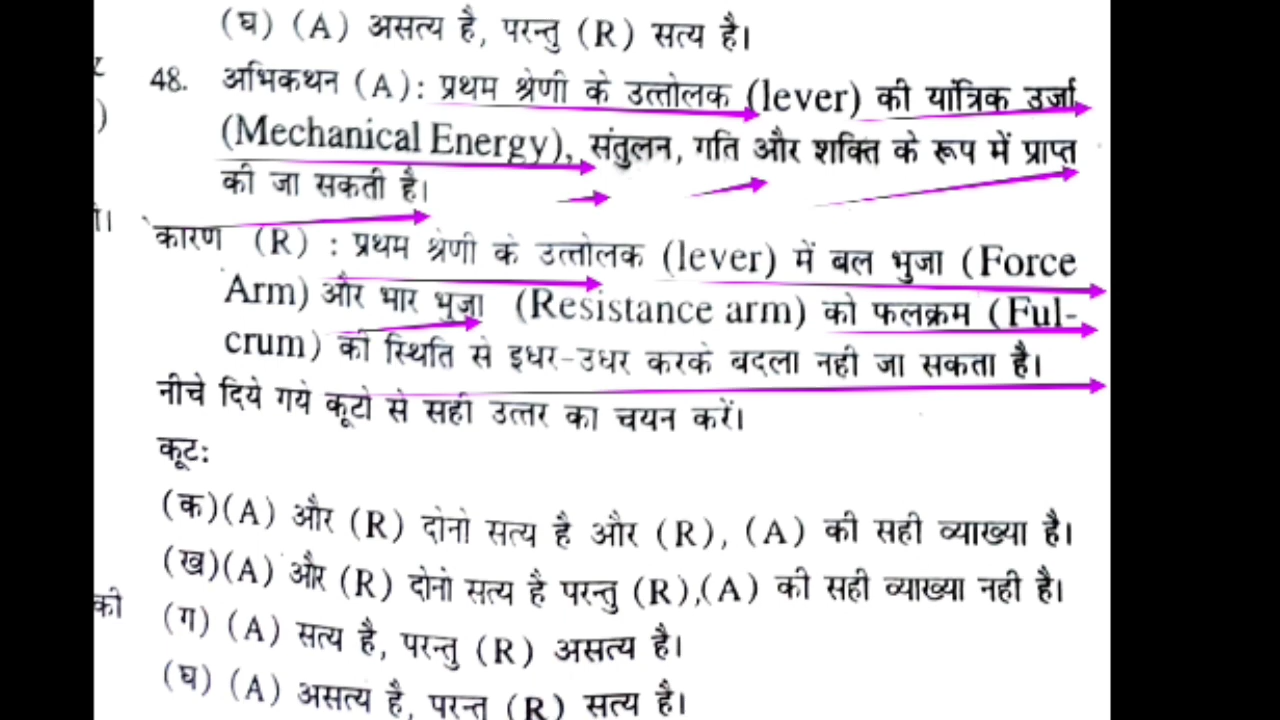 (घ) (A) असत्य है, परन्तु (R) सत्य है।
48. अभिकथन (A): प्रथम श्रेणी के उत्तोलक (lever) की यांत्रिक उर्जा
(Mechanical Energy), संतुलन, गति और शक्ति के रूप में प्राप्त
की जा सकती है।
कारण (R) : प्रथम श्रेणी के उत्तोलक (lever) में बल भुजा (Force
Arm) और भार भुजा (Resistance arm) को फलक्रम (Ful-
crum) की स्थिति से इधर-उधर करके बदला नही जा सकता है।
नीचे दिये गये कूटो से सही उत्तर का चयन करें।
कूट:
(क)(A) और (R) दोनो सत्य है और (R), (A) की सही व्याख्या है।
(ख)(A) और (R) दोनो सत्य है परन्तु (R),(A) की सही व्याख्या नही है।
की
(ग) (A) सत्य है, परन्तु (R) असत्य है।
(घ) (A) असत्य है, परन्तु (R) सत्य है।